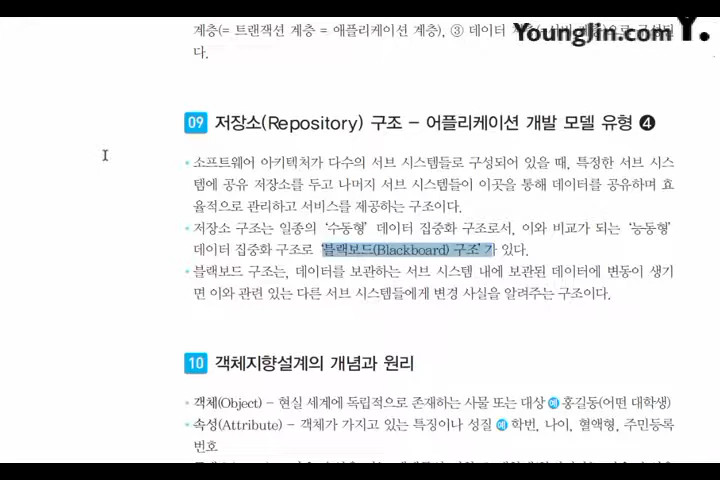 계층(= 트랜잭션 계층 = 애플리케이션 계층), ③ 데이터
다.
YoungJin.com Y.
09 저장소(Repository) 구조 – 어플리케이션 개발 모델 유형 ❹
• 소프트웨어 아키텍처가 다수의 서브 시스템들로 구성되어 있을 때, 특정한 서브 시스
템에 공유 저장소를 두고 나머지 서브 시스템들이 이곳을 통해 데이터를 공유하며 효
율적으로 관리하고 서비스를 제공하는 구조이다.
• 저장소 구조는 일종의 ‘수동형’ 데이터 집중화 구조로서, 이와 비교가 되는 ‘능동형’
데이터 집중화 구조로 ‘블랙보드(Blackboard) 구조’가 있다.
• 블랙보드 구조는, 데이터를 보관하는 서브 시스템 내에 보관된 데이터에 변동이 생기
면 이와 관련 있는 다른 서브 시스템들에게 변경 사실을 알려주는 구조이다.
10 객체지향설계의 개념과 원리
• 객체(Object) – 현실 세계에 독립적으로 존재하는 사물 또는 대상 예 홍길동(어떤 대학생)
• 속성(Attribute) – 객체가 가지고 있는 특징이나 성질 예 학번, 나이, 혈액형, 주민등록
번호